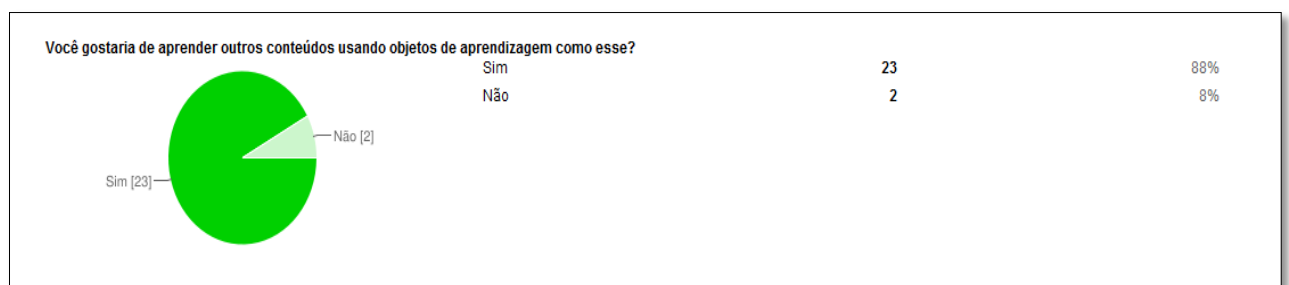 Você gostaria de aprender outros conteúdos usando objetos de aprendizagem como esse?
Sim 23 88%
Não 2 8%
Não [2]
Sim [23]